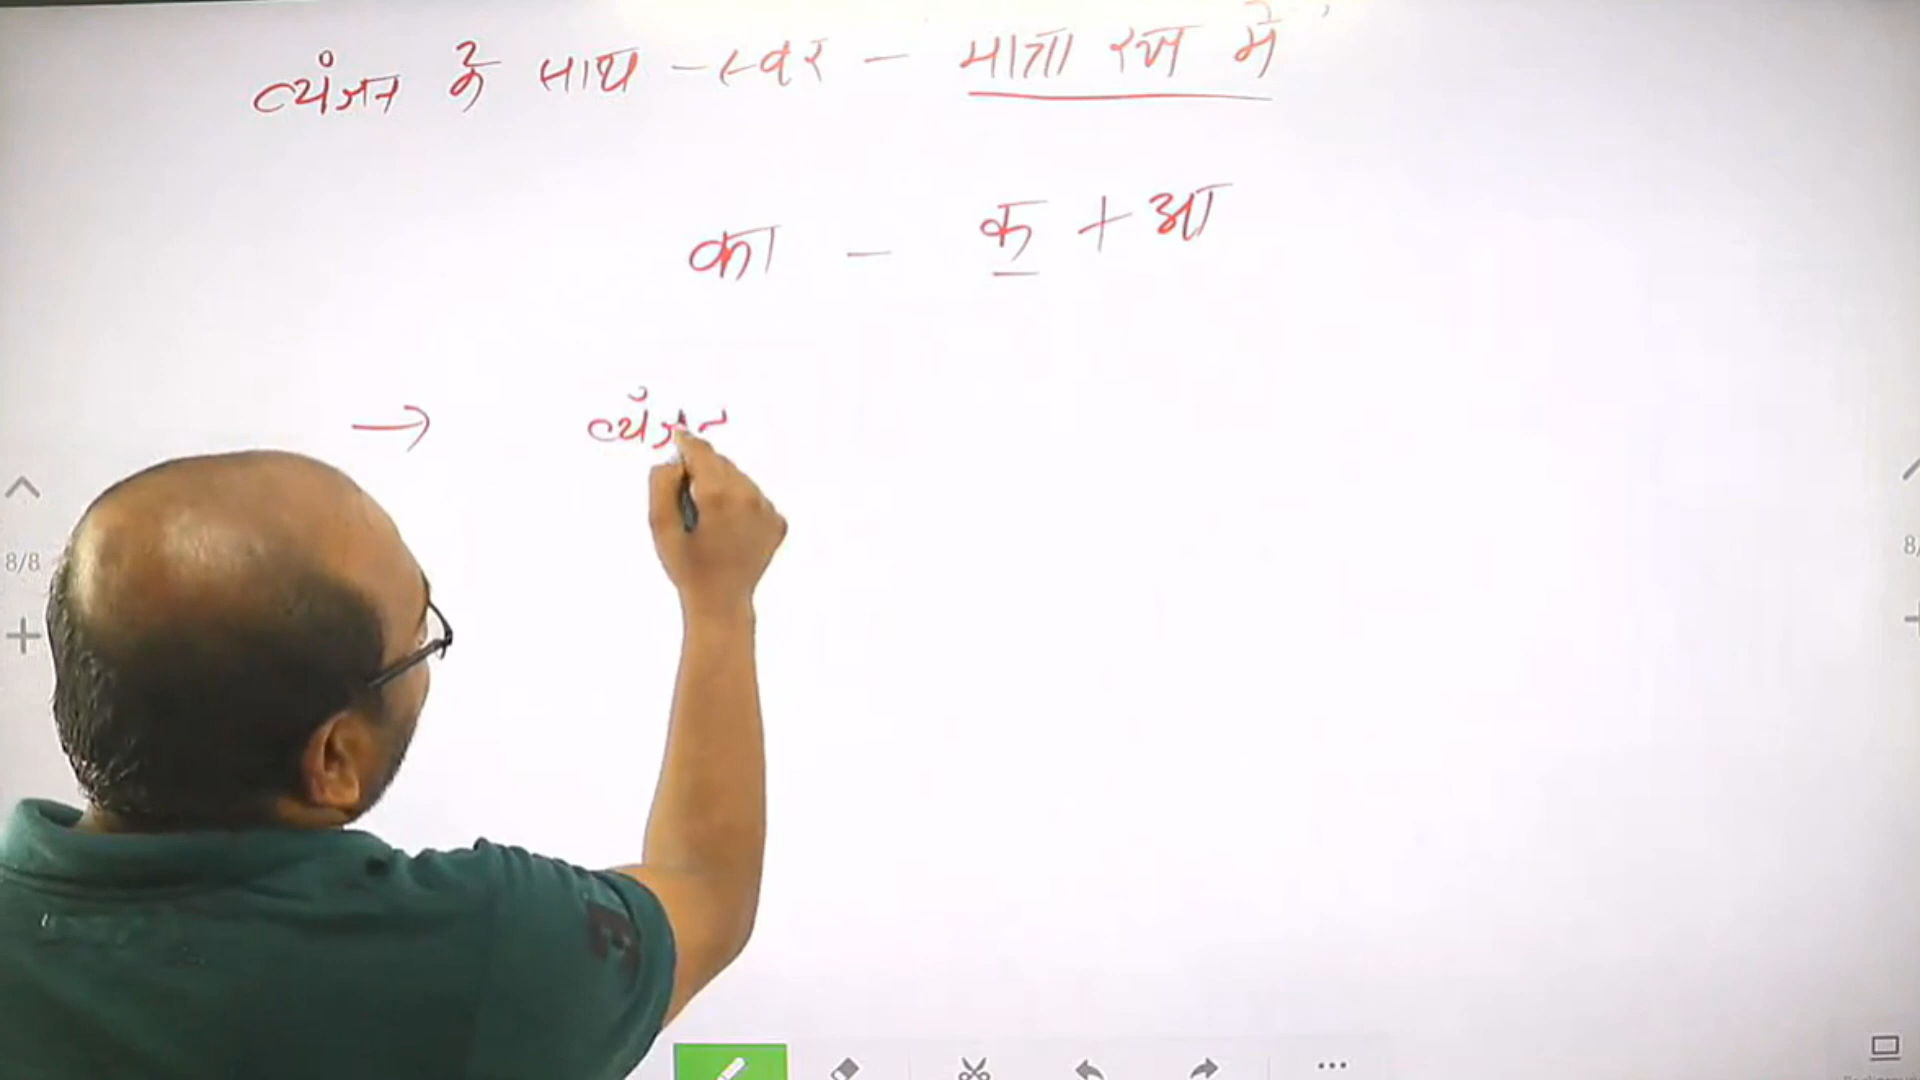 व्यंजन के साथ - स्वर - मात्रा रूप में
का - क + आ
→ व्यंजन
8/8